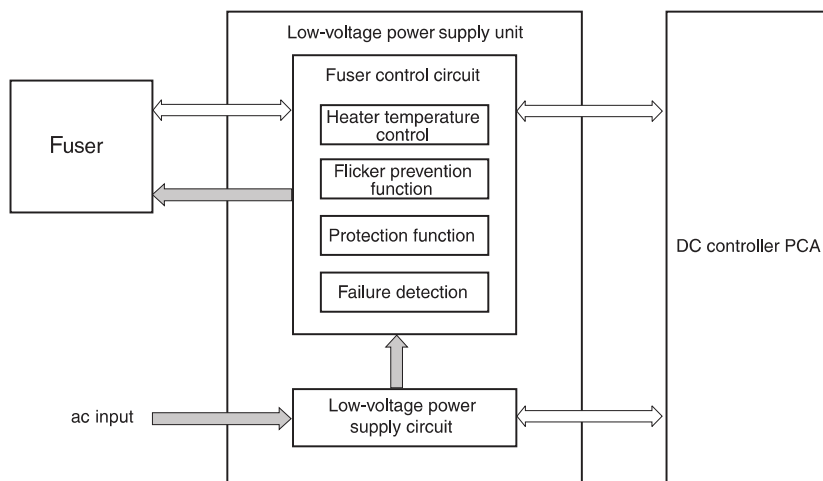 Low-voltage power supply unit
Fuser control circuit
Fuser
Heater temperature
control
Flicker prevention
function
Protection function
DC controller PCA
Failure detection
ac input
Low-voltage power
supply circuit